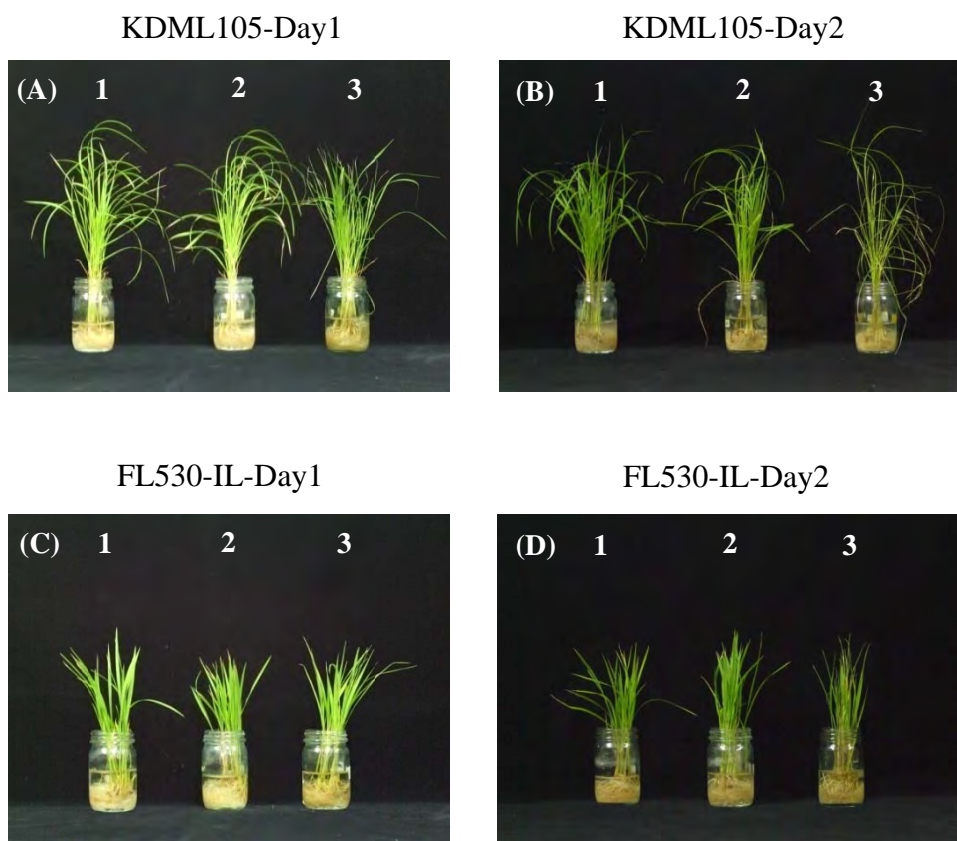 KDML105-Day1
KDML105-Day2
(A) 1 2 3
(B) 1 2 3
FL530-IL-Day1
FL530-IL-Day2
(C) 1 2 3
(D) 1 2 3